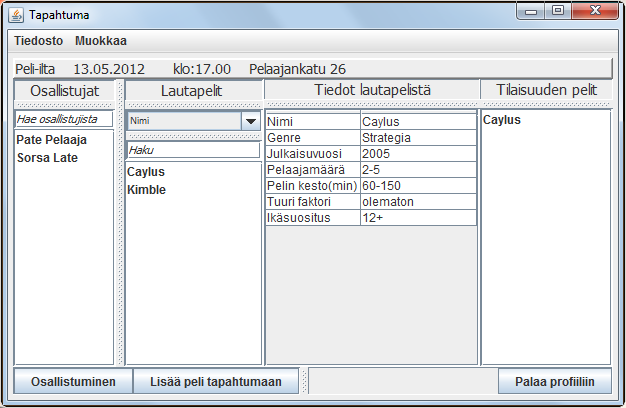 Tapahtuma
Tiedosto Muokkaa
Peli-ilta 13.05.2012 klo:17.00 Pelaajankatu 26
Osallistujat Lautapelit Tiedot lautapelistä Tilaisuuden pelit
Hae osallistujista
Pate Pelaaja
Sorsa Late
Nimi
Haku
Caylus
Kimble
Nimi Caylus
Genre Strategia
Julkaisuvuosi 2005
Pelaajamäärä 2-5
Pelin kesto(min) 60-150
Tuuri faktori olematon
Ikäsuositus 12+
Caylus
Osallistuminen Lisää peli tapahtumaan Palaa profiiliin